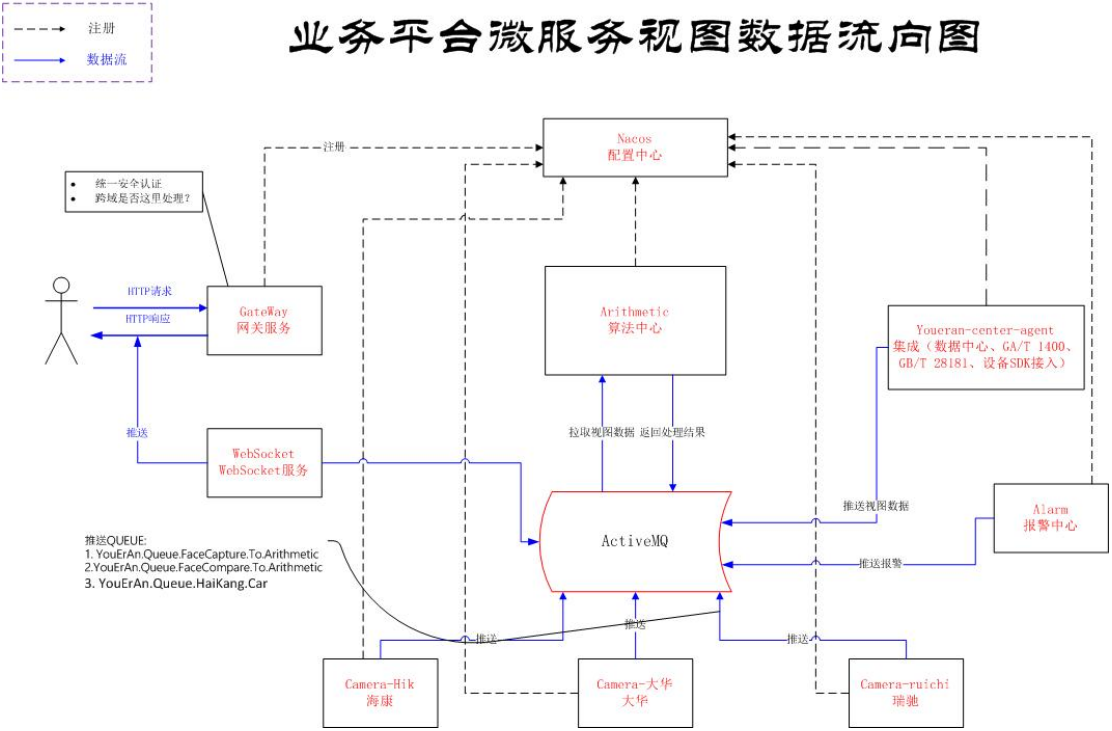 注册
数据流
业务平台微服务视图数据流向图
Nacos
配置中心
注册
统一安全认证
跨域是否这里处理?
HTTP请求
HTTP响应
GateWay
网关服务
Arithmetic
算法中心
Youeran-center-agent
集成（数据中心、GA/T 1400、
GB/T 28181、设备SDK接入）
推送
WebSocket
WebSocket服务
拉取视图数据
返回处理结果
推送视图数据
Alarm
报警中心
ActiveMQ
推送报警
推送QUEUE:
1. YouErAn.Queue.FaceCapture.To.Arithmetic
2.YouErAn.Queue.FaceCompare.To.Arithmetic
3. YouErAn.Queue.HaiKang.Car
推送
推送
推送
Camera-Hik
海康
Camera-大华
大华
Camera-ruichi
瑞驰